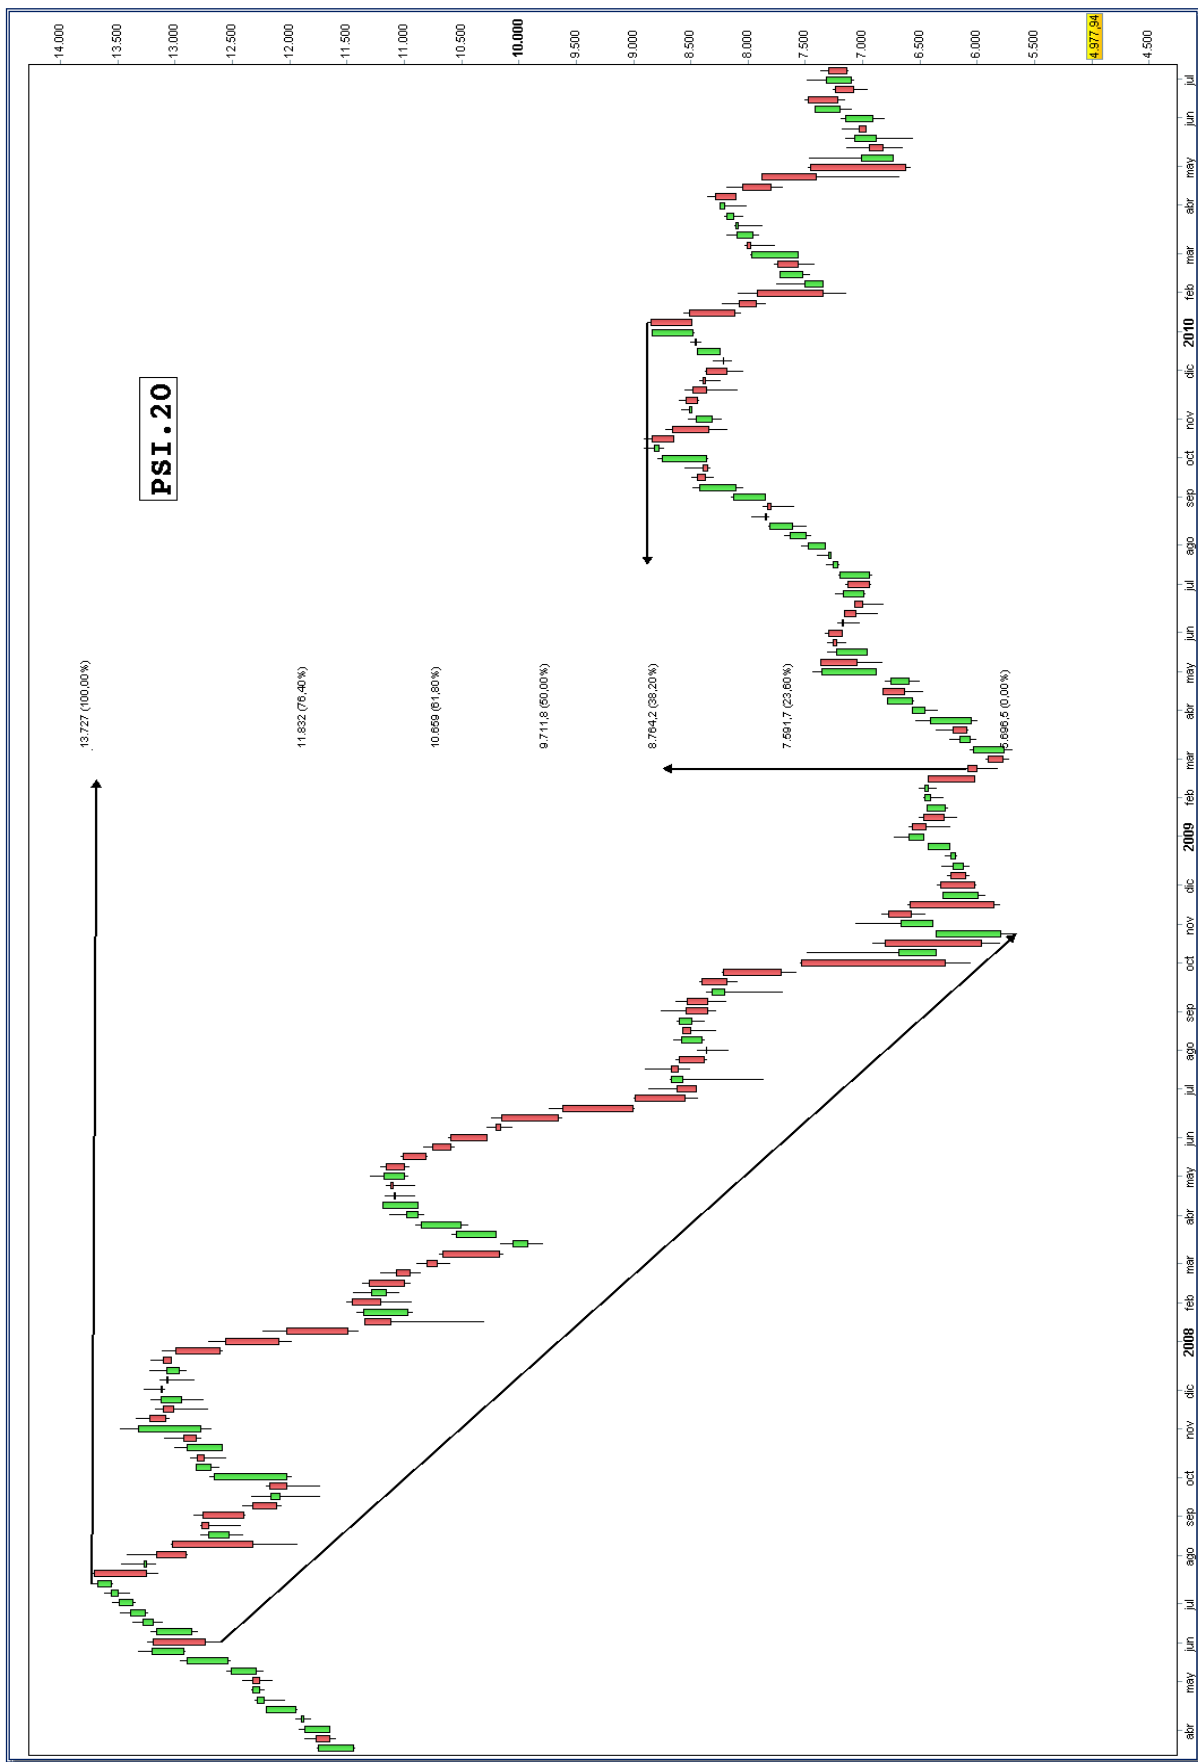 PSI.20
13.727 (100,00%)
11.832 (76,40%)
10.659 (61,80%)
9.711,8 (50,00%)
8.764,2 (38,20%)
7.591,7 (23,60%)
5.696,5 (0,00%)
14.000
13.500
13.000
12.500
12.000
11.500
11.000
10.500
10.000
9.500
9.000
8.500
8.000
7.500
7.000
6.500
6.000
5.500
4.977,94
4.500
abr
may
jun
jul
ago
sep
oct
nov
dic
2008
feb
mar
abr
may
jun
jul
ago
sep
oct
nov
dic
2009
feb
mar
abr
may
jun
jul
ago
sep
oct
nov
dic
2010
feb
mar
abr
may
jun
jul